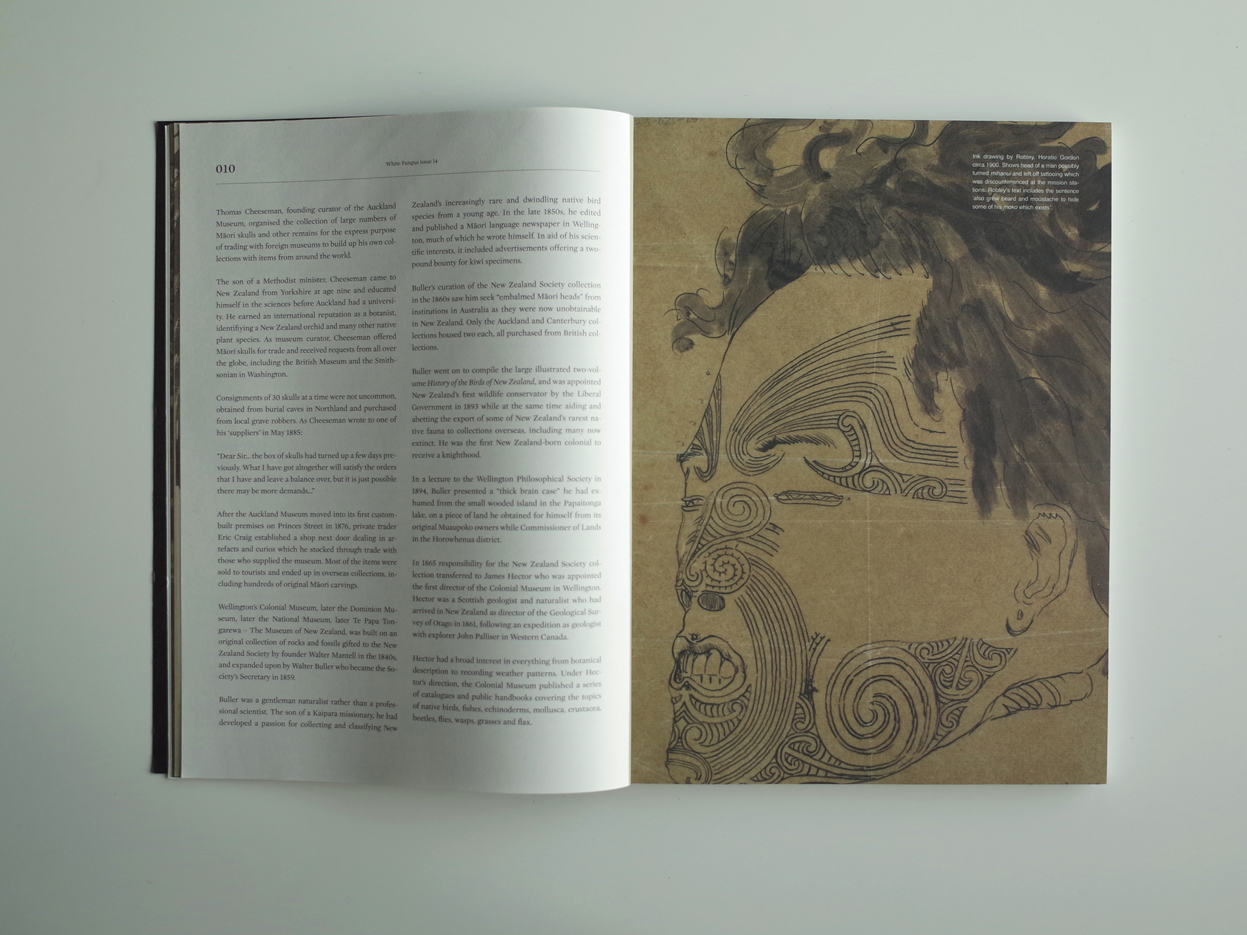 010
White Fungus Issue 14
Thomas Cheeseman, founding curator of the Auckland
Museum, organised the collection of large numbers of
Māori skulls and other remains for the express purpose
of trading with foreign museums to build up his own col-
lections with items from around the world.
The son of a Methodist minister, Cheeseman came to
New Zealand from Yorkshire at age nine and educated
himself in the sciences before Auckland had a universi-
ty. He earned an international reputation as a botanist,
identifying a New Zealand orchid and many other native
plant species. As museum curator, Cheeseman offered
Māori skulls for trade and received requests from all over
the globe, including the British Museum and the Smith-
sonian in Washington.
Consignments of 30 skulls at a time were not uncommon,
obtained from burial caves in Northland and purchased
from local grave robbers. As Cheeseman wrote to one of
his 'suppliers' in May 1885:
"Dear Sir... the box of skulls had turned up a few days pre-
viously. What I have got altogether will satisfy the orders
that I have and leave a balance over, but it is just possible
there may be more demands..."
After the Auckland Museum moved into its first custom-
built premises on Princes Street in 1876, private trader
Eric Craig established a shop next door dealing in ar-
tefacts and curios which he stocked through trade with
those who supplied the museum. Most of the items were
sold to tourists and ended up in overseas collections, in-
cluding hundreds of original Māori carvings.
Wellington's Colonial Museum, later the Dominion Mu-
seum, later the National Museum, later Te Papa Ton-
garewa – The Museum of New Zealand, was built on an
original collection of rocks and fossils gifted to the New
Zealand Society by founder Walter Mantell in the 1840s,
and expanded upon by Walter Buller who became the So-
ciety's Secretary in 1859.
Buller was a gentleman naturalist rather than a profes-
sional scientist. The son of a Kaipara missionary, he had
developed a passion for collecting and classifying New
Zealand's increasingly rare and dwindling native bird
species from a young age. In the late 1850s, he edited
and published a Māori language newspaper in Welling-
ton, much of which he wrote himself. In aid of his scien-
tific interests, it included advertisements offering a two-
pound bounty for kiwi specimens.
Buller's curation of the New Zealand Society collection
in the 1860s saw him seek "embalmed Māori heads" from
institutions in Australia as they were now unobtainable
in New Zealand. Only the Auckland and Canterbury col-
lections housed two each, all purchased from British col-
lections.
Buller went on to compile the large illustrated two-vol-
ume History of the Birds of New Zealand, and was appointed
New Zealand's first wildlife conservator by the Liberal
Government in 1893 while at the same time aiding and
abetting the export of some of New Zealand's rarest na-
tive fauna to collections overseas, including many now
extinct. He was the first New Zealand-born colonial to
receive a knighthood.
In a lecture to the Wellington Philosophical Society in
1894, Buller presented a "thick brain case" he had ex-
humed from the small wooded island in the Papaitonga
lake, on a piece of land he obtained for himself from its
original Muaupoko owners while Commissioner of Lands
in the Horowhenua district.
In 1865 responsibility for the New Zealand Society col-
lection transferred to James Hector who was appointed
the first director of the Colonial Museum in Wellington.
Hector was a Scottish geologist and naturalist who had
arrived in New Zealand as director of the Geological Sur-
vey of Otago in 1861, following an expedition as geologist
with explorer John Palliser in Western Canada.
Hector had a broad interest in everything from botanical
description to recording weather patterns. Under Hec-
tor's direction, the Colonial Museum published a series
of catalogues and public handbooks covering the topics
of native birds, fishes, echinoderms, mollusca, crustacea,
beetles, flies, wasps, grasses and flax.
Ink drawing by Robley, Horatio Gordon
circa 1900. Shows head of a man possibly
turned mihanui and left off tattooing which
was discountenanced at the mission sta-
tions. Robley's text includes the sentence
'also grew beard and moustache to hide
some of his moko which exists'.